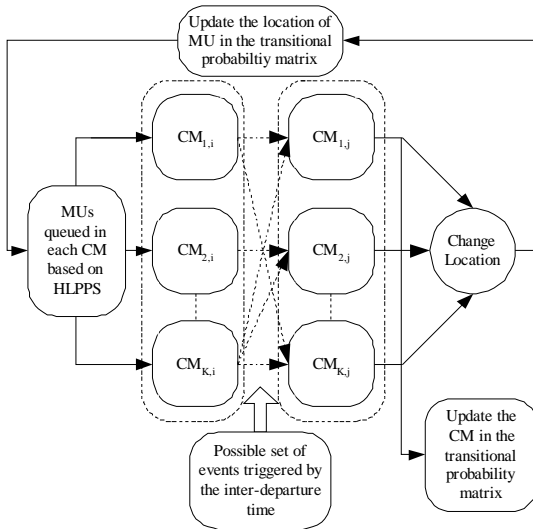 Update the location of
MU in the transitional
probabiltiy matrix
CM1,i
CM1,j
MUs
queued in
each CM
based on
HLPPS
CM2,i
CM2,j
Change
Location
CMK,i
CMK,j
Possible set of
events triggered by
the inter-departure
time
Update the
CM in the
transitional
probability
matrix